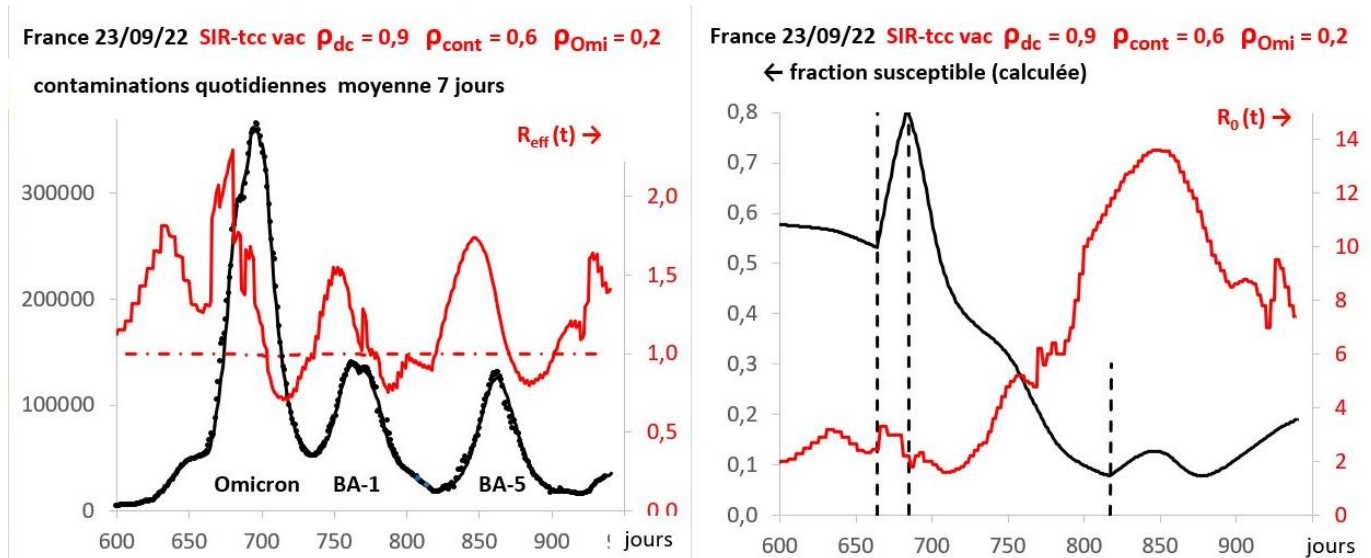 France 23/09/22 SIR-tcc vac ρdc = 0,9 ρcont = 0,6 ρOmi = 0,2
contaminations quotidiennes moyenne 7 jours
Reff (t) →
300000
200000
100000
0
2,0
1,5
1,0
0,5
0,0
Omicron BA-1 BA-5
600 650 700 750 800 850 900 jours
France 23/09/22 SIR-tcc vac ρdc = 0,9 ρcont = 0,6 ρOmi = 0,2
← fraction susceptible (calculée)
R0 (t) →
0,8
0,7
0,6
0,5
0,4
0,3
0,2
0,1
0,0
14
12
10
8
6
4
2
0
600 650 700 750 800 850 900 jours